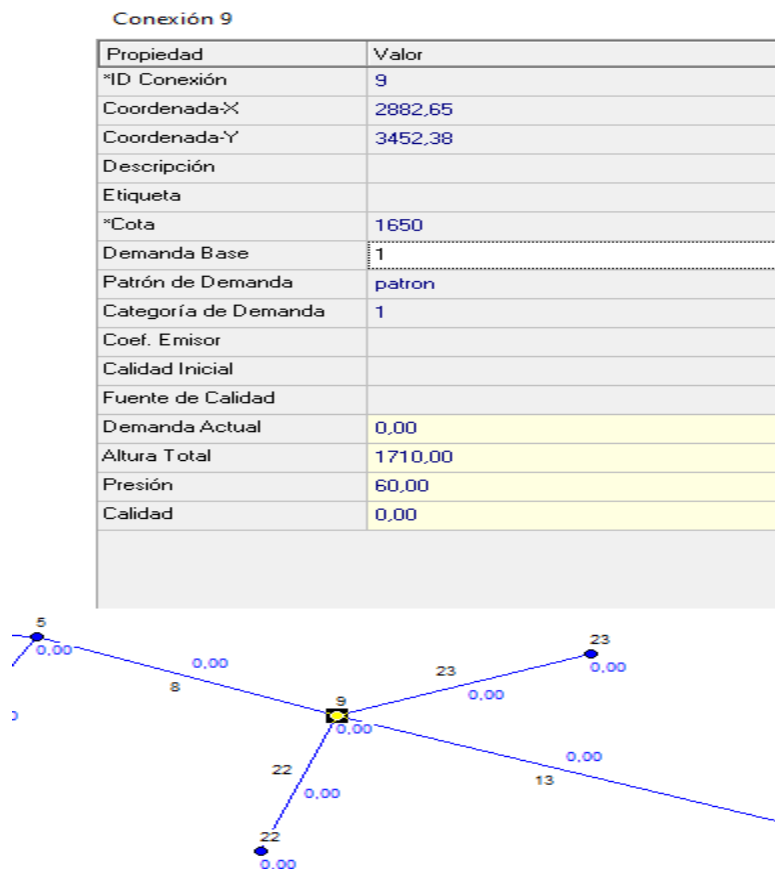 Conexión 9
Propiedad Valor
*ID Conexión 9
Coordenada-X 2882,65
Coordenada-Y 3452,38
Descripción
Etiqueta
*Cota 1650
Demanda Base 1
Patrón de Demanda patron
Categoría de Demanda 1
Coef. Emisor
Calidad Inicial
Fuente de Calidad
Demanda Actual 0,00
Altura Total 1710,00
Presión 60,00
Calidad 0,00
5
0,00
0,00
8
23
0,00
23
0,00
9
0,00
0,00
13
22
0,00
22
0,00